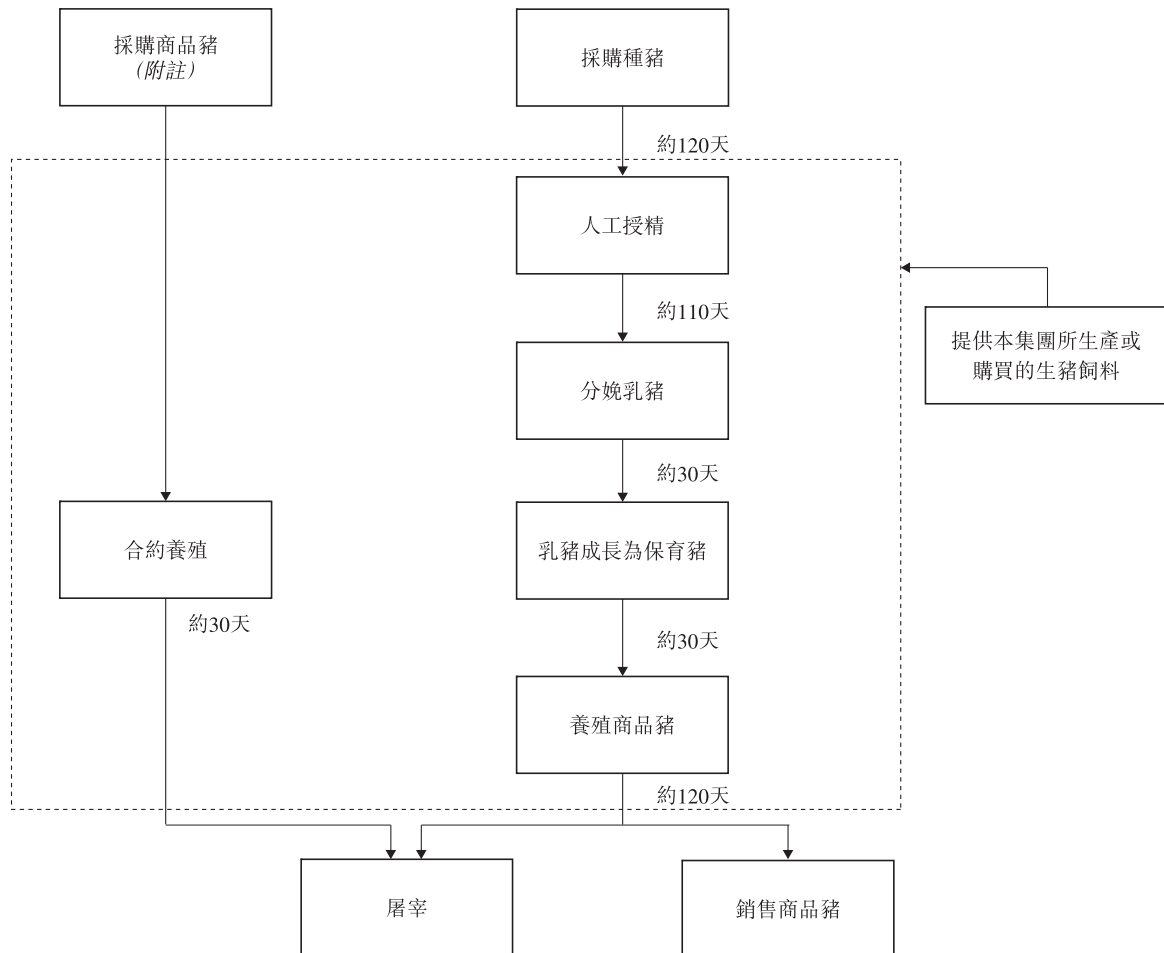 採購商品豬
(附註)
採購種豬
約120天
人工授精
約110天
提供本集團所生產或
購買的生豬飼料
分娩乳豬
約30天
合約養殖
乳豬成長為保育豬
約30天
約30天
養殖商品豬
約120天
屠宰
銷售商品豬